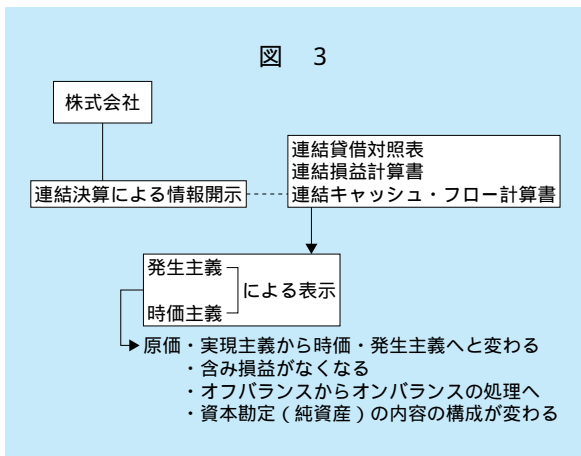 図　3
株式会社
連結貸借対照表
連結損益計算書
連結決算による情報開示
連結キャッシュ・フロー計算書
発生主義
による表示
時価主義
原価・実現主義から時価・発生主義へと変わる
・含み損益がなくなる
・オフバランスからオンバランスの処理へ
・資本勘定（純資産）の内容の構成が変わる